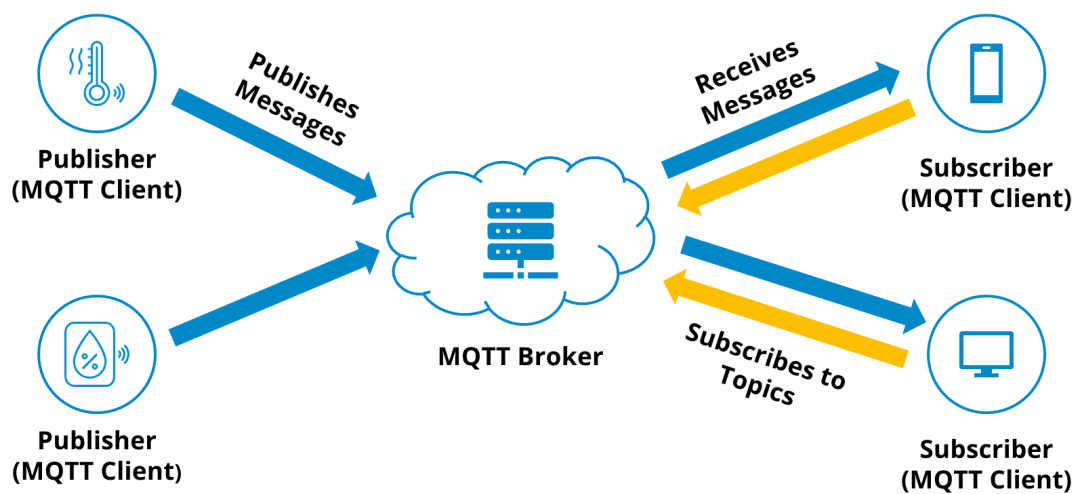 Publishes
Messages
Receives
Messages
Publisher
(MQTT Client)
Subscriber
(MQTT Client)
%
MQTT Broker
Subscribes to
Topics
Publisher
(MQTT Client)
Subscriber
(MQTT Client)